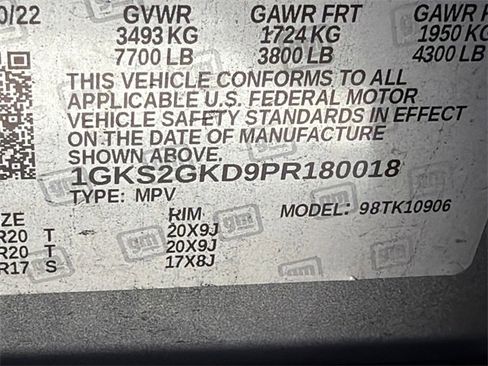 0/22 GVWR GAWR FRT GAWR
3493 KG 1724 KG 1950 KG
7700 LB 3800 LB 4300 LB
THIS VEHICLE CONFORMS TO ALL
APPLICABLE U.S. FEDERAL MOTOR
VEHICLE SAFETY STANDARDS IN EFFECT
ON THE DATE OF MANUFACTURE
SHOWN ABOVE.
1GKS2GKD9PR180018
TYPE: MPV MODEL: 98TK10906
ZE RIM
R20 T 20X9J
R20 T 20X9J
R17 S 17X8J
gm